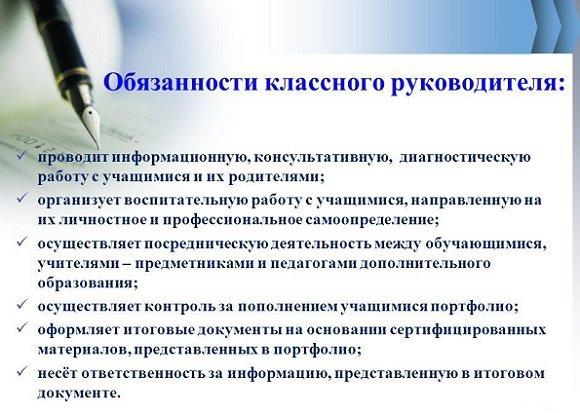 Обязанности классного руководителя:
проводит информационную, консультативную, диагностическую
работу с учащимися и их родителями;
организует воспитательную работу с учащимися, направленную на
их личностное и профессиональное самоопределение;
осуществляет посредническую деятельность между обучающимися,
учителями – предметниками и педагогами дополнительного
образования;
осуществляет контроль за пополнением учащимися портфолио;
оформляет итоговые документы на основании сертифицированных
материалов, представленных в портфолио;
несёт ответственность за информацию, представленную в итоговом
документе.